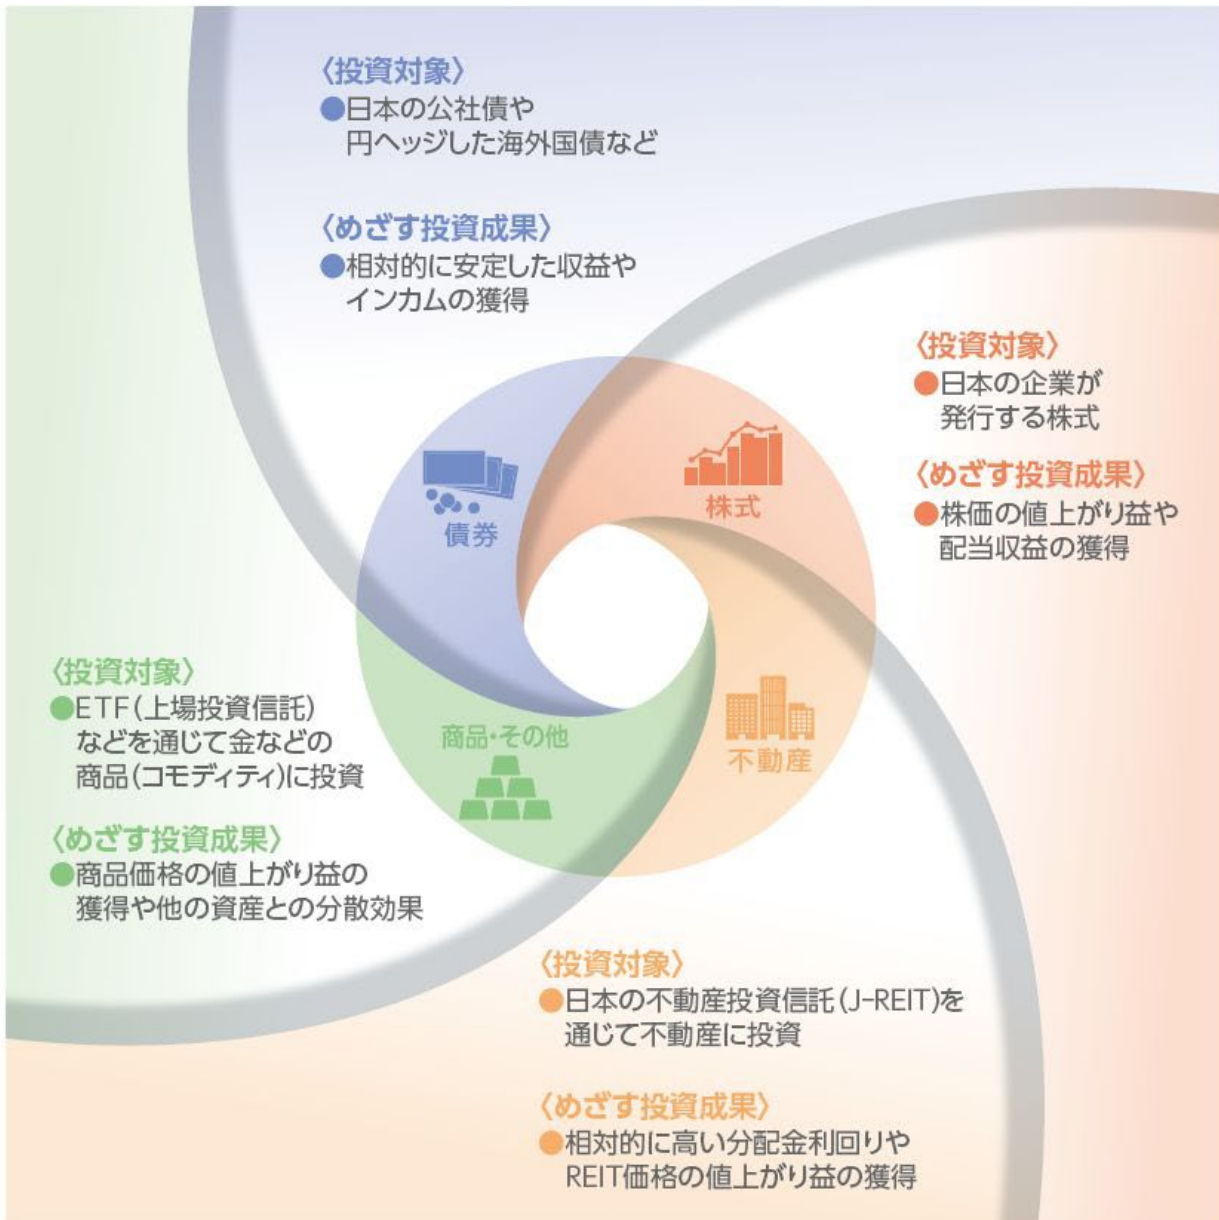 〈投資対象〉
●日本の公社債や
円ヘッジした海外国債など
〈めざす投資成果〉
●相対的に安定した収益や
インカムの獲得
〈投資対象〉
●日本の企業が
発行する株式
〈めざす投資成果〉
●株価の値上がり益や
配当収益の獲得
債券
株式
商品・その他
不動産
〈投資対象〉
●ETF(上場投資信託)
などを通じて金などの
商品(コモディティ)に投資
〈めざす投資成果〉
●商品価格の値上がり益の
獲得や他の資産との分散効果
〈投資対象〉
●日本の不動産投資信託(J-REIT)を
通じて不動産に投資
〈めざす投資成果〉
●相対的に高い分配金利回りや
REIT価格の値上がり益の獲得